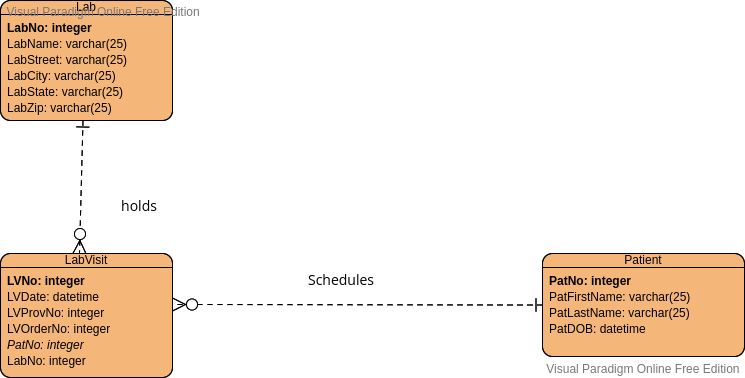 Lab
Visual Paradigm Online Free Edition
LabNo: integer
LabName: varchar(25)
LabStreet: varchar(25)
LabCity: varchar(25)
LabState: varchar(25)
LabZip: varchar(25)
holds
LabVisit
LVNo: integer
LVDate: datetime
LVProvNo: integer
LVOrderNo: integer
PatNo: integer
LabNo: integer
Schedules
Patient
PatNo: integer
PatFirstName: varchar(25)
PatLastName: varchar(25)
PatDOB: datetime
Visual Paradigm Online Free Edition